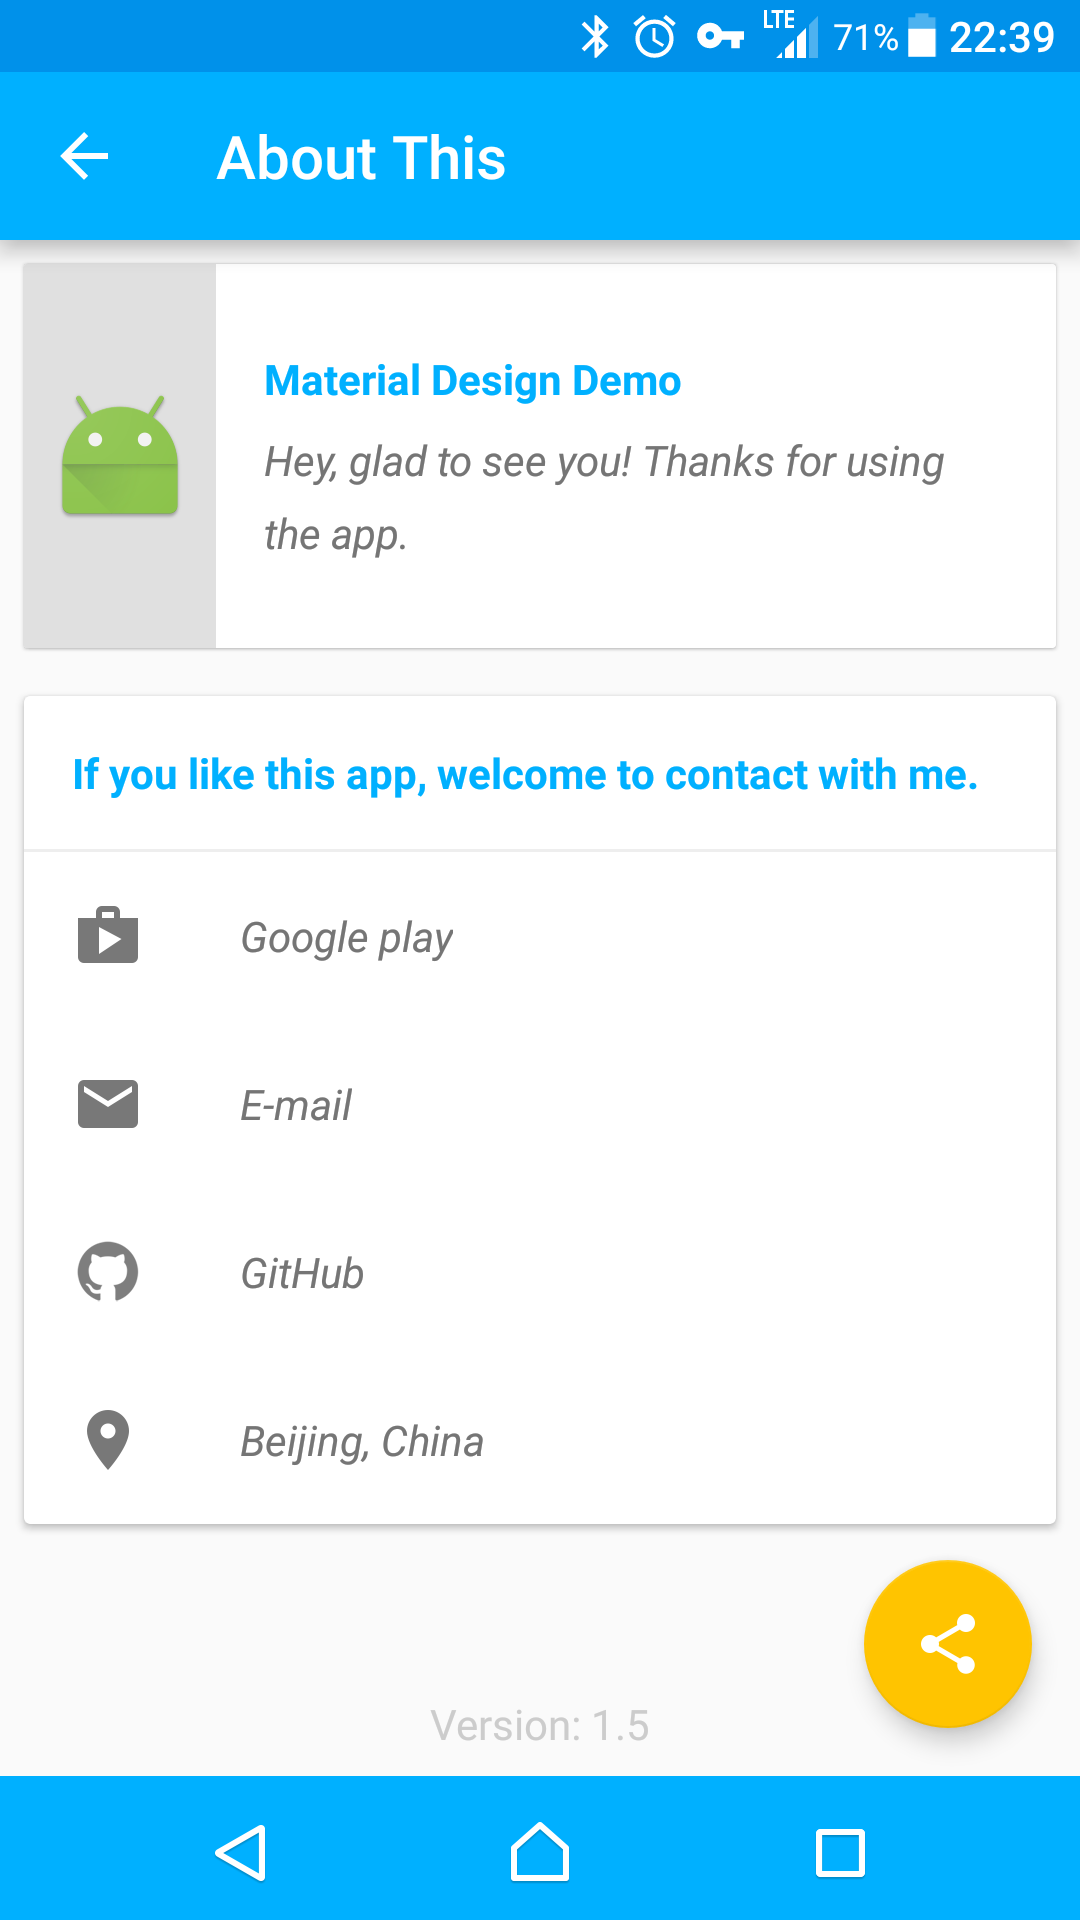 LTE 71% 22:39
About This
Material Design Demo
Hey, glad to see you! Thanks for using
the app.
If you like this app, welcome to contact with me.
Google play
E-mail
GitHub
Beijing, China
Version: 1.5